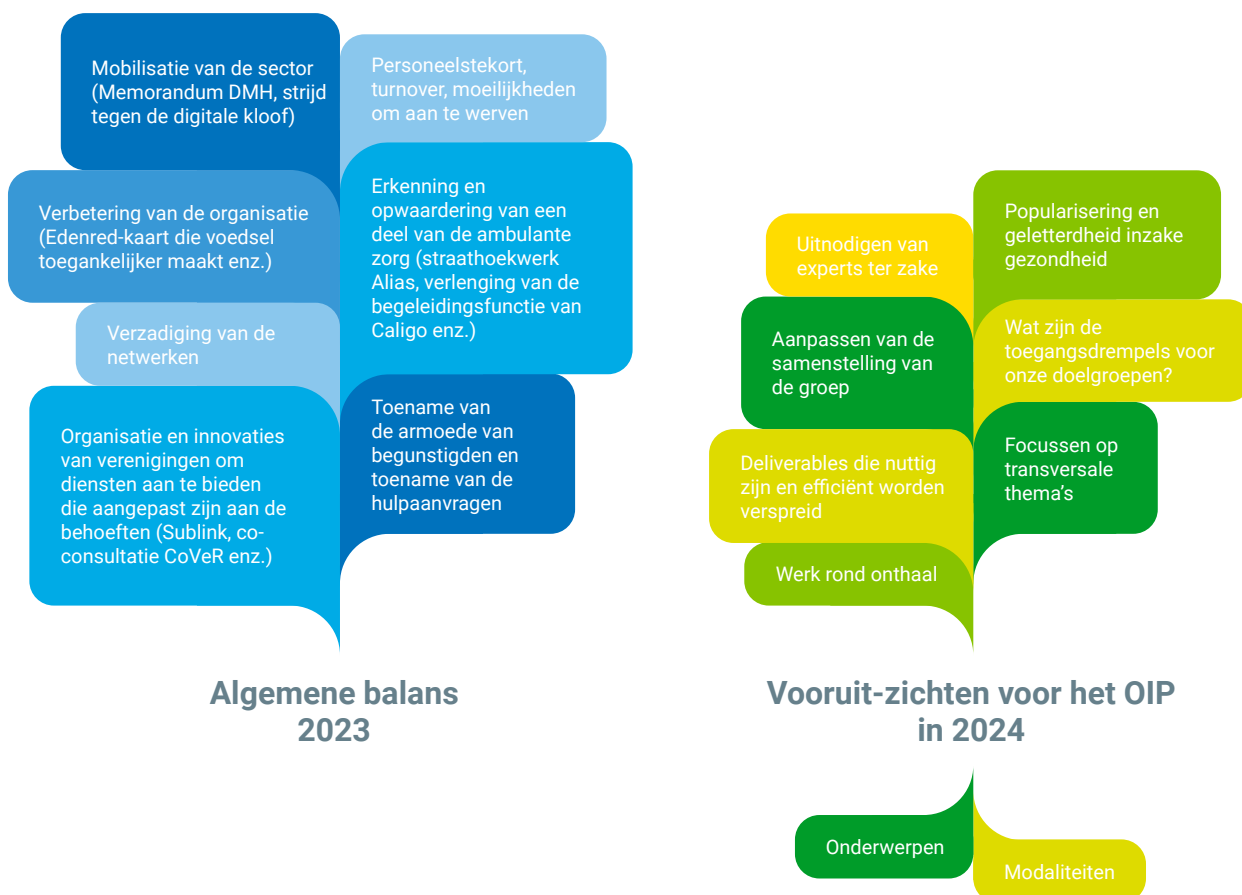 Mobilisatie van de sector
(Memorandum DMH, strijd
tegen de digitale kloof)
Personeelstekort,
turnover, moeilijkheden
om aan te werven
Verbetering van de organisatie
(Edenred-kaart die voedsel
toegankelijker maakt enz.)
Erkenning en
opwaardering van een
deel van de ambulante
zorg (straathoekwerk
Alias, verlenging van de
begeleidingsfunctie van
Caligo enz.)
Verzadiging van de
netwerken
Organisatie en innovaties
van verenigingen om
diensten aan te bieden
die aangepast zijn aan de
behoeften (Sublink, co-
consultatie CoVeR enz.)
Toename van
de armoede van
begunstigden en
toename van de
hulpaanvragen
Algemene balans
2023
Uitnodigen van
experts ter zake
Popularisering en
geletterdheid inzake
gezondheid
Aanpassen van de
samenstelling van
de groep
Wat zijn de
toegangsdrempels voor
onze doelgroepen?
Deliverables die nuttig
zijn en efficiënt worden
verspreid
Focussen op
transversale
thema's
Werk rond onthaal
Vooruit-zichten voor het OIP
in 2024
Onderwerpen
Modaliteiten